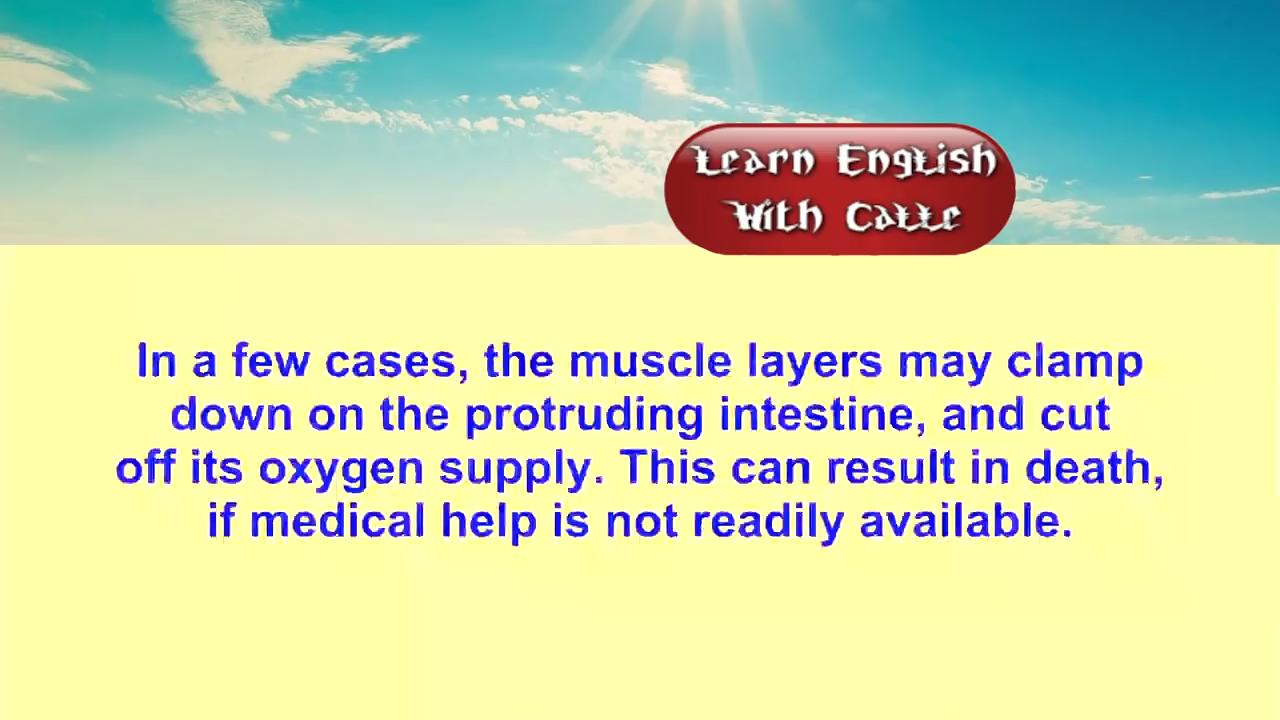 Learn English
With Catte
In a few cases, the muscle layers may clamp
down on the protruding intestine, and cut
off its oxygen supply. This can result in death,
if medical help is not readily available.